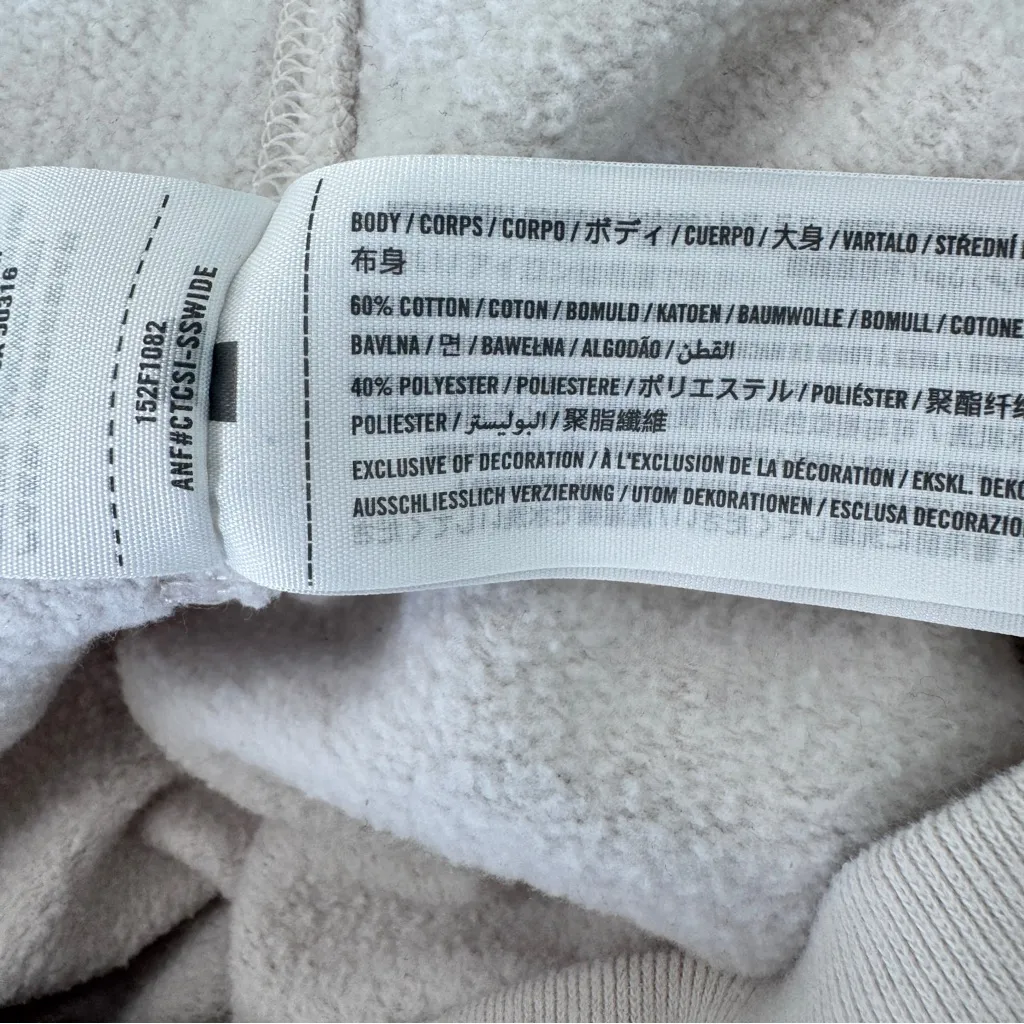 152F1082
ANF#CTCSI-SSWIDE
BODY / CORPS / CORPO / ボディ / CUERPO / 大身 / VARTALO / STŘEDNÍ
布身
60% COTTON / COTON / BOMULD / KATOEN / BAUMWOLLE / BOMULL / COTONE
BAVLNA / 면 / BAWEŁNA / ALGODÃO / القطن
40% POLYESTER / POLIESTERE / ポリエステル / POLIÉSTER / 聚酯纤
POLIESTER / البوليستر / 聚脂纖維
EXCLUSIVE OF DECORATION / À L'EXCLUSION DE LA DÉCORATION / EKSKL.
AUSSCHLIESSLICH VERZIERUNG / UTOM DEKORATIONEN / ESCLUSA